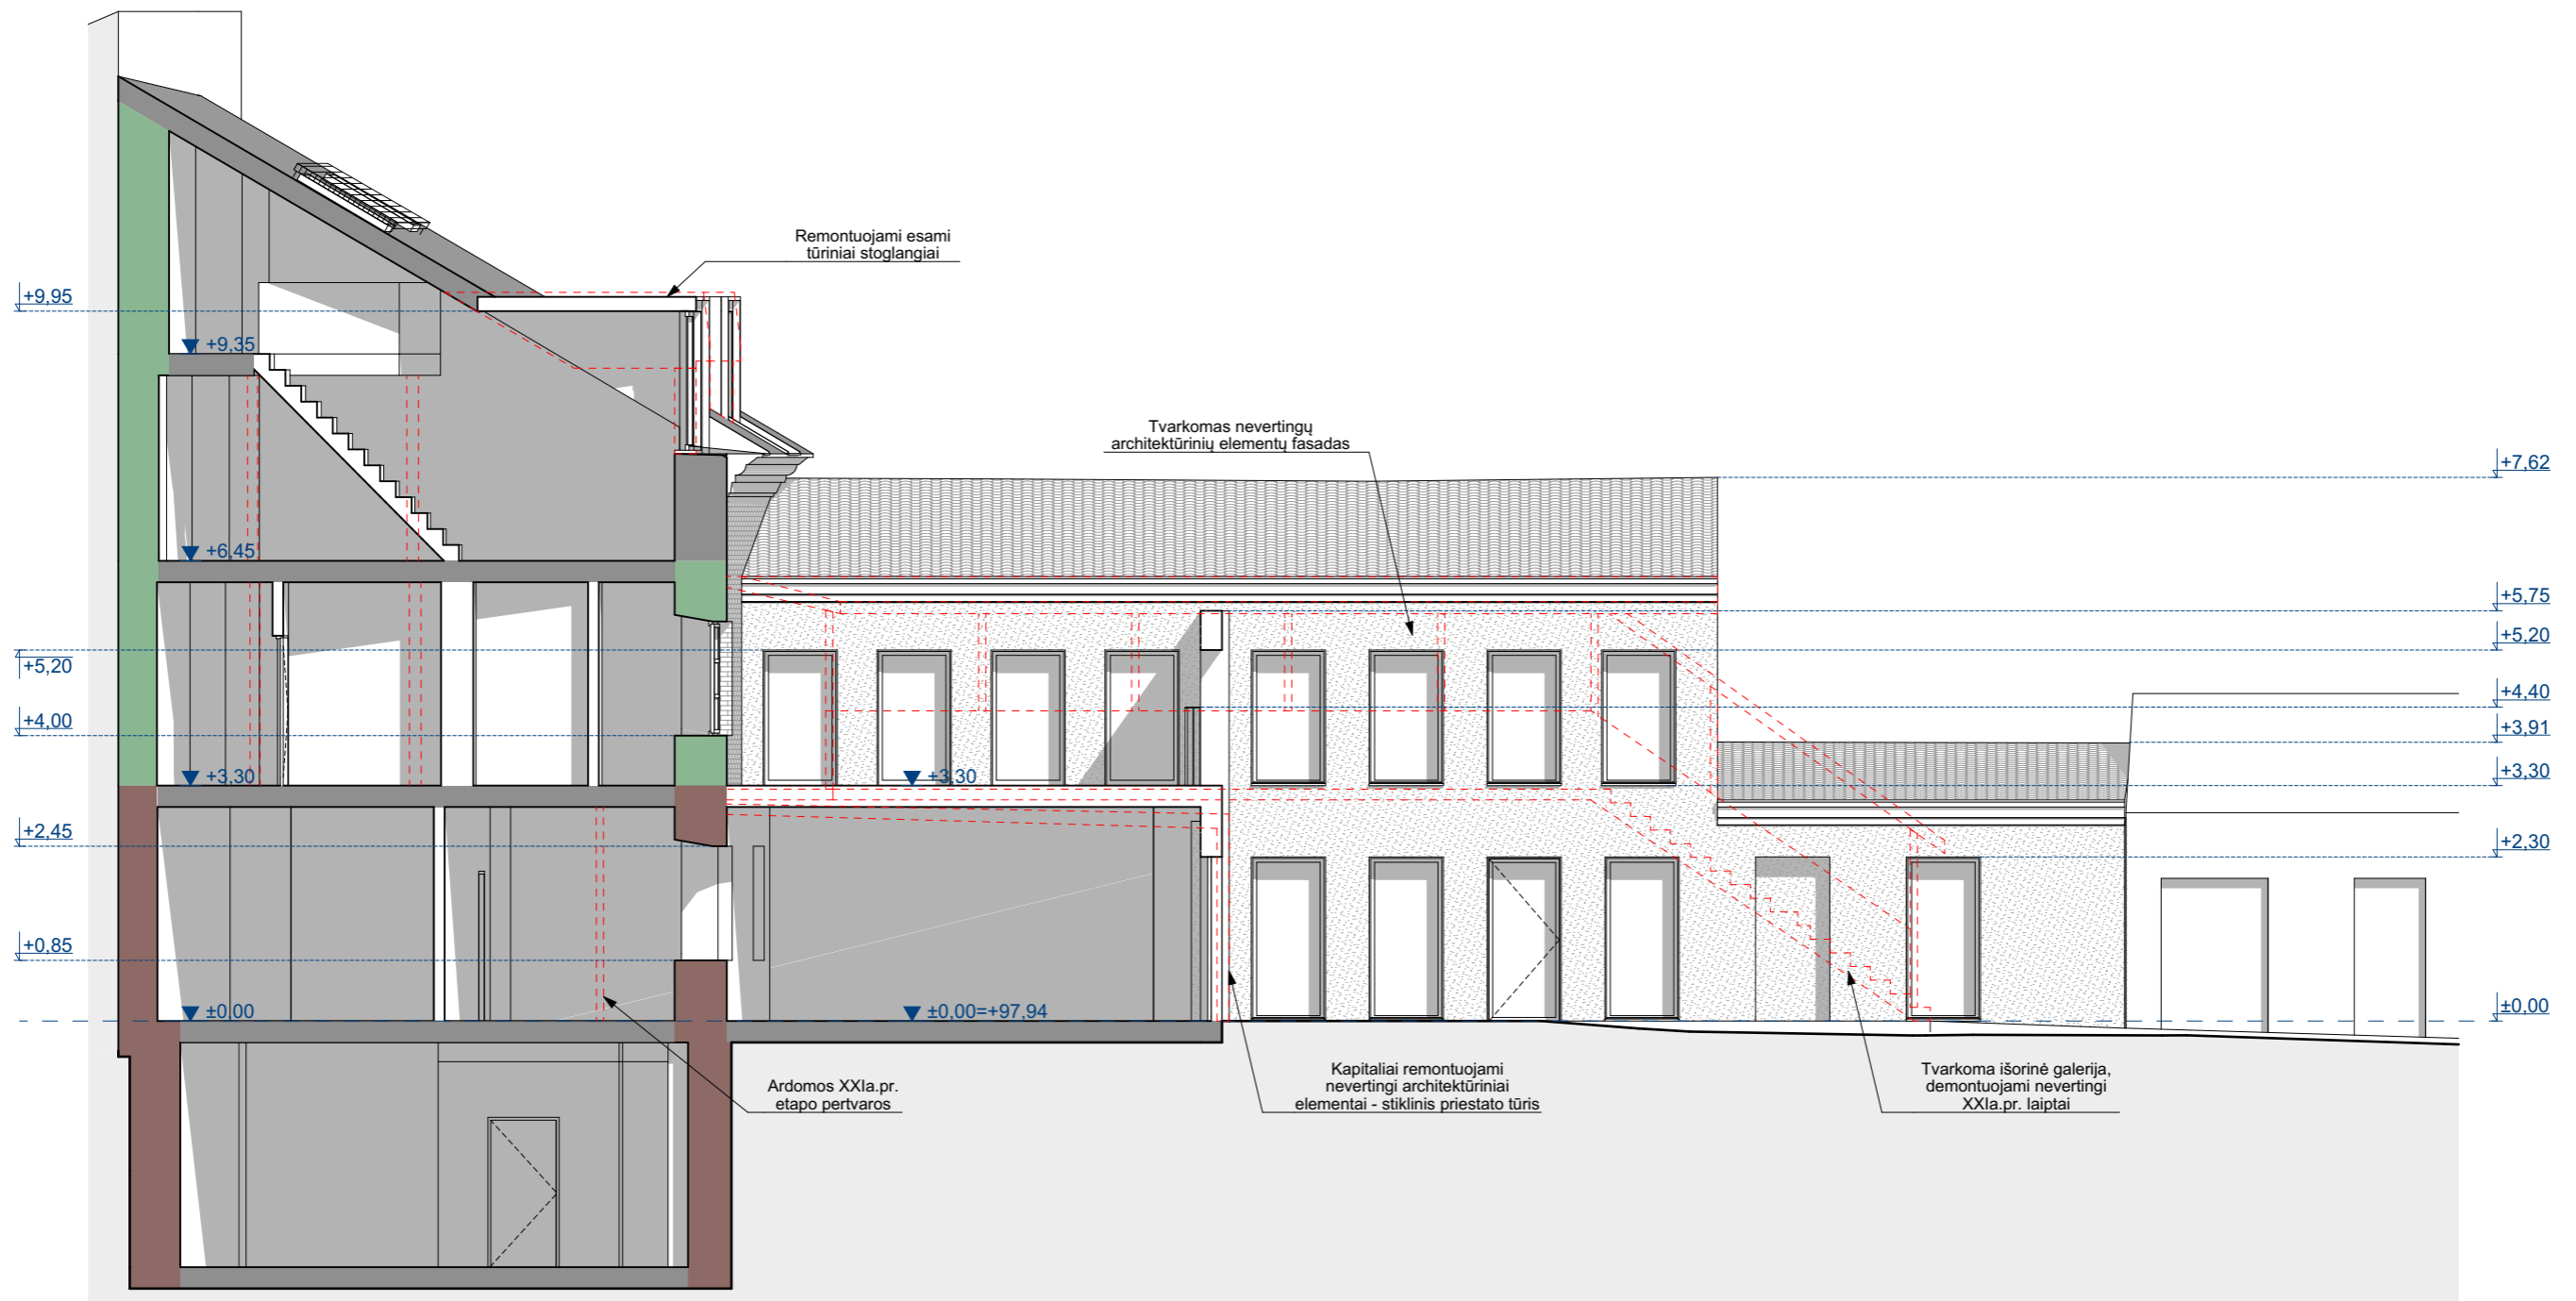 Remontuojami esami
tūriniai stoglangiai
+9,95
+9,35
Tvarkomas nevertingų
architektūrinių elementų fasadas
+7,62
+6,45
+5,75
+5,20
+5,20
+4,40
+4,00
+3,91
+3,30
+3,30
+3,30
+2,45
+2,30
+0,85
±0,00
±0,00=+97,94
±0,00
Ardomos XXIa.pr.
etapo pertvaros
Kapitaliai remontuojami
nevertingi architektūriniai
elementai - stiklinis priestato tūris
Tvarkoma išorinė galerija,
demontuojami nevertingi
XXIa.pr. laiptai